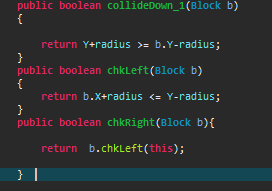 public boolean collideDown_1(Block b)
{
return Y+radius >= b.Y-radius;
}
public boolean chkLeft(Block b)
{
return b.X+radius <= Y-radius;
}
public boolean chkRight(Block b){
return b.chkLeft(this);
}